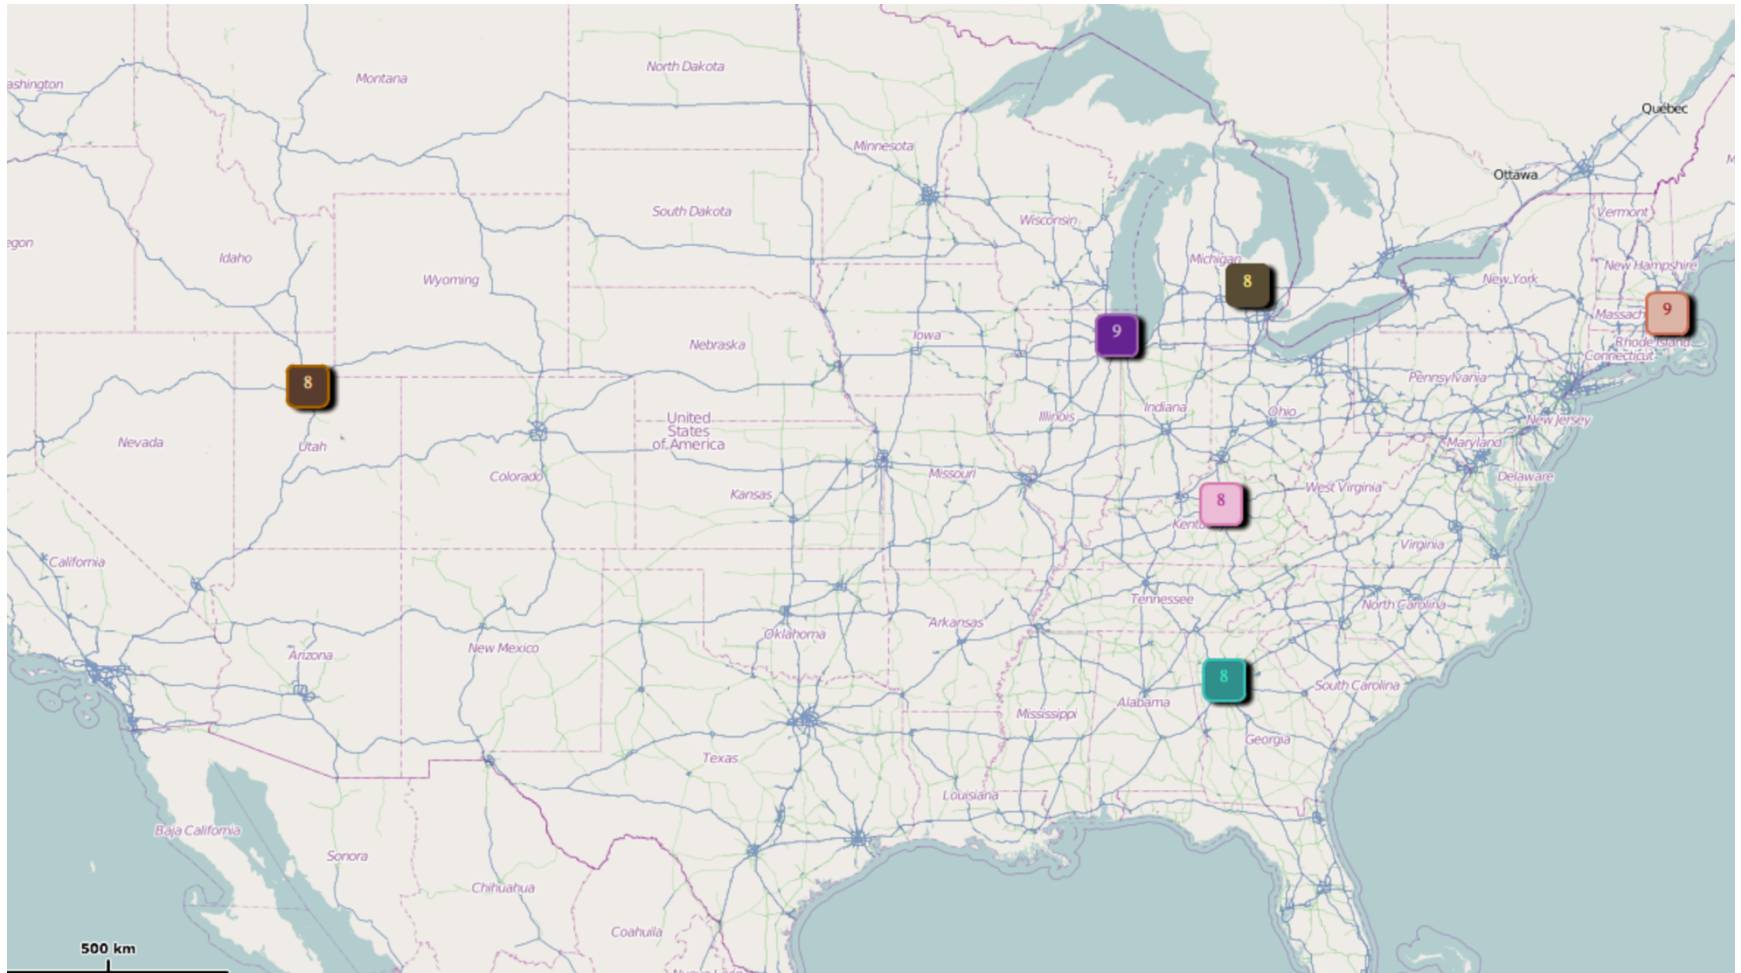 ashington
Montana
North Dakota
Québec
Minnesota
Ottawa
South Dakota
Wisconsin
Vermont
egon
Idaho
Wyoming
Michigan
New York
New Hampshire
8
9
9
Massach
Iowa
Nebraska
Rhode Island
Connecticut
8
Pennsylvania
Nevada
Utah
United
States
of America
Illinois
Indiana
Ohio
New Jersey
Maryland
Colorado
Kansas
Missouri
West Virginia
Delaware
8
Kento
California
Virginia
Tennessee
North Carolina
Arizona
New Mexico
Oklahoma
Arkansas
8
South Carolina
Mississippi
Alabama
Georgia
Texas
Louisiana
Baja California
Sonora
Chihuahua
Coahuila
500 km